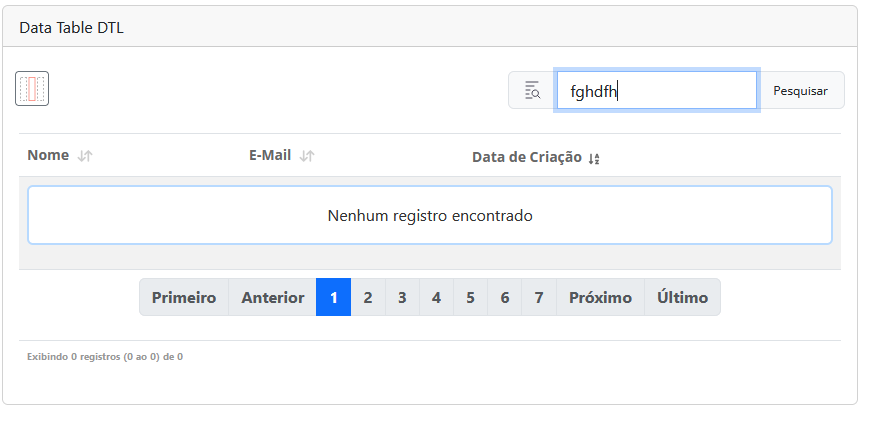 Data Table DTL
fghdfh Pesquisar
Nome E-Mail Data de Criação
Nenhum registro encontrado
Primeiro Anterior 1 2 3 4 5 6 7 Próximo Último
Exibindo 0 registros (0 ao 0) de 0